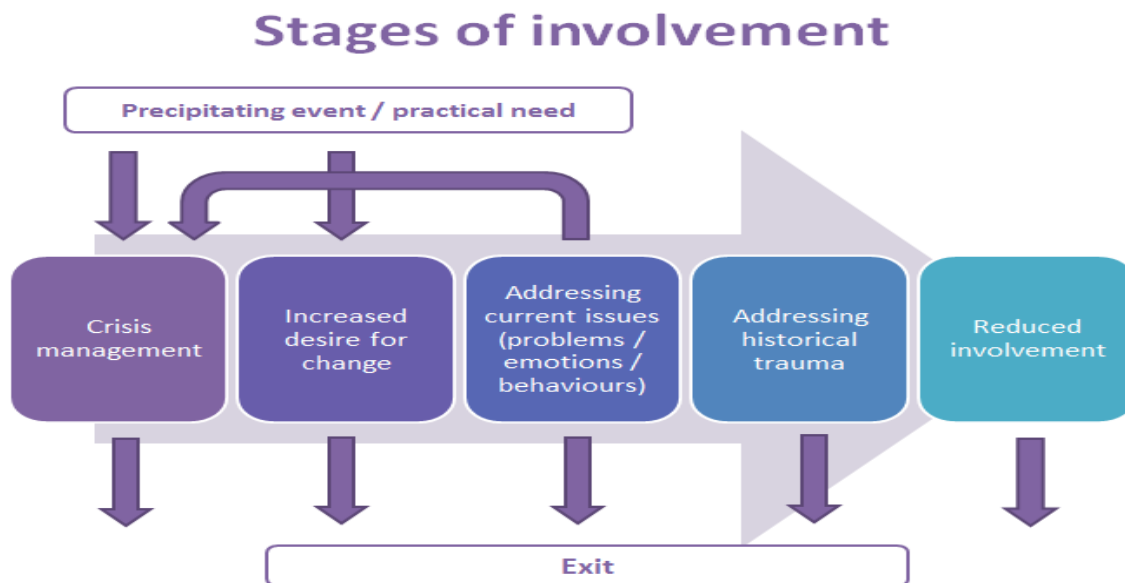 Stages of involvement
Precipitating event / practical need
Crisis
management
Increased
desire for
change
Addressing
current issues
(problems /
emotions /
behaviours)
Addressing
historical
trauma
Reduced
involvement
Exit